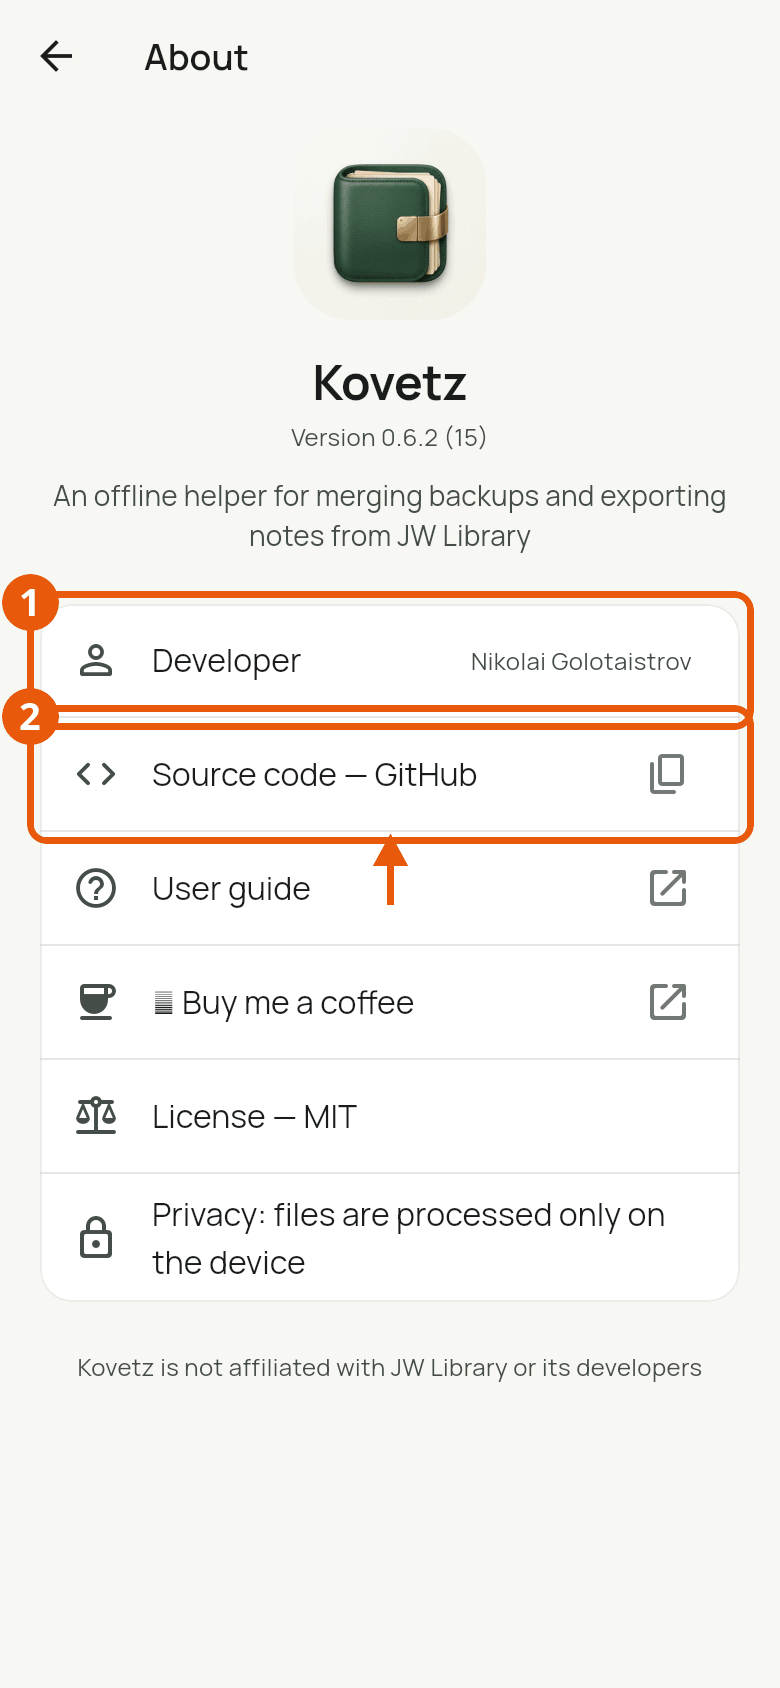 About
Kovetz
Version 0.6.2 (15)
An offline helper for merging backups and exporting
notes from JW Library
1
Developer Nikolai Golotaistrov
2
Source code — GitHub
User guide
Buy me a coffee
License — MIT
Privacy: files are processed only on
the device
Kovetz is not affiliated with JW Library or its developers